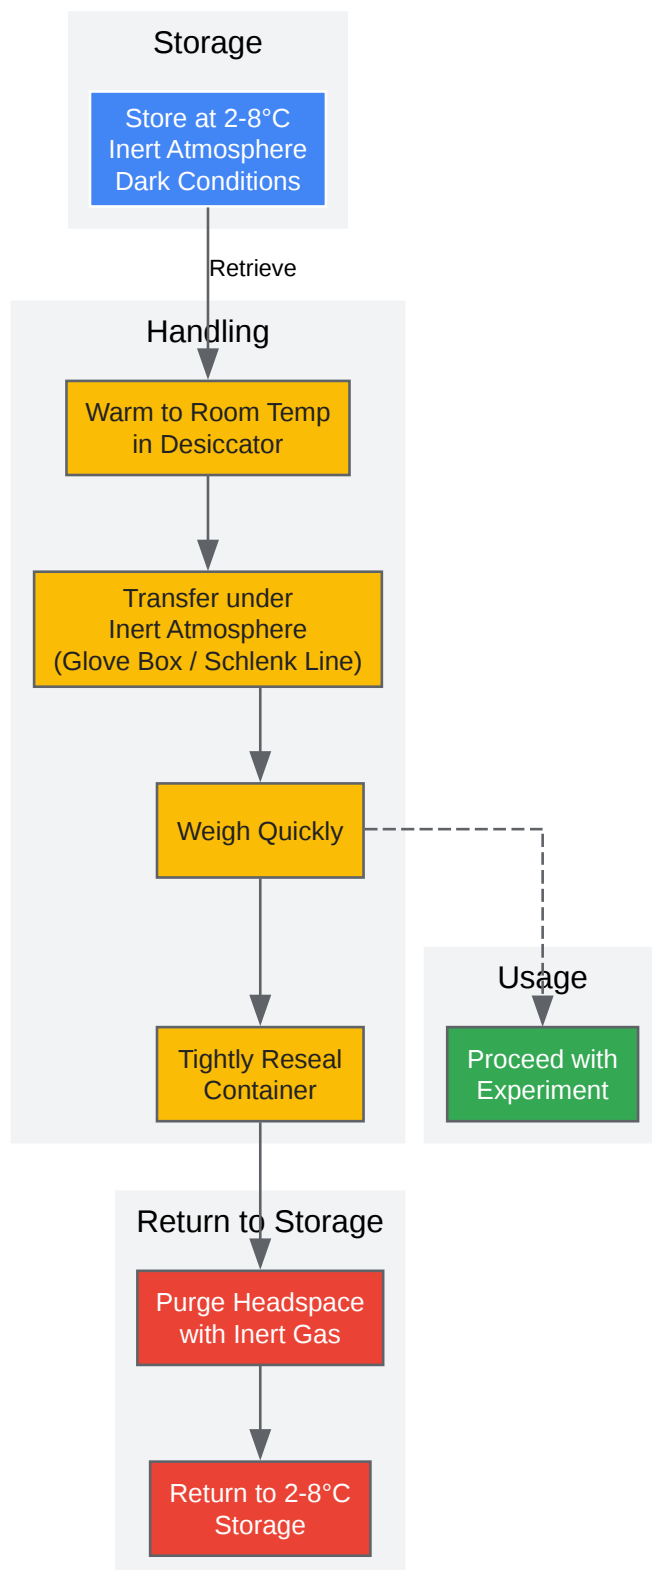 Storage
Store at 2-8°C
Inert Atmosphere
Dark Conditions
Retrieve
Handling
Warm to Room Temp
in Desiccator
Transfer under
Inert Atmosphere
(Glove Box / Schlenk Line)
Weigh Quickly
Usage
Proceed with
Experiment
Tightly Reseal
Container
Return to Storage
Purge Headspace
with Inert Gas
Return to 2-8°C
Storage